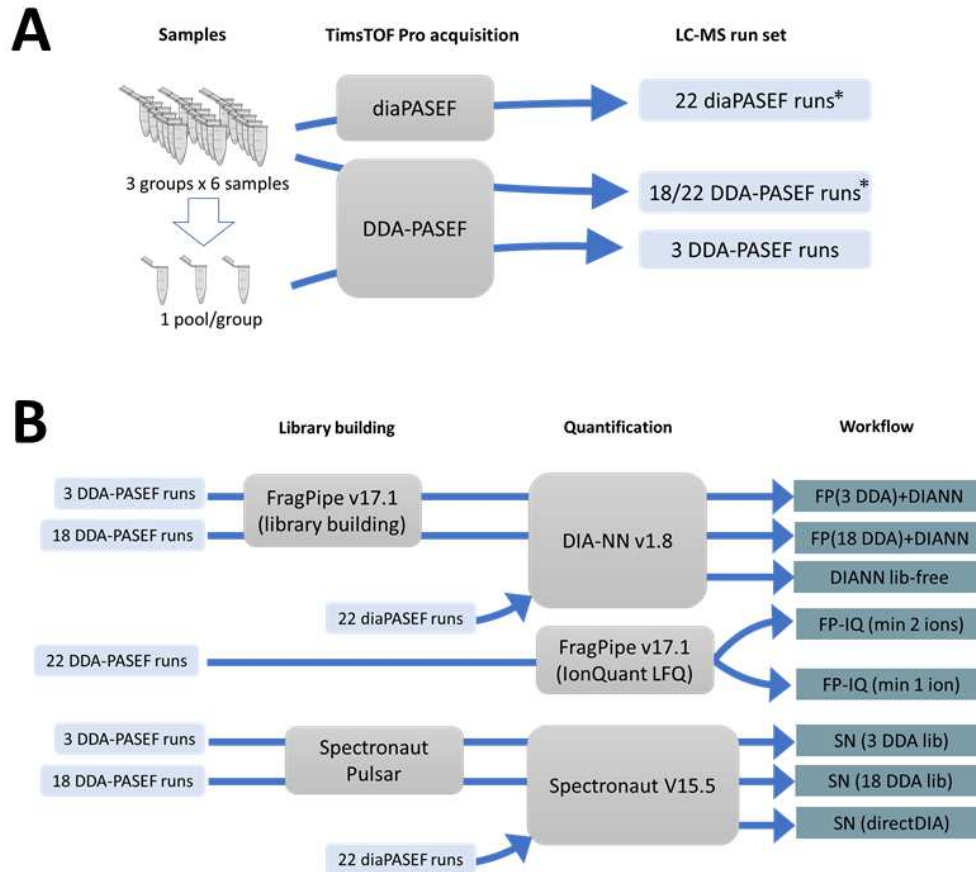 A
Samples
TimsTOF Pro acquisition
LC-MS run set
diaPASEF
22 diaPASEF runs*
3 groups x 6 samples
DDA-PASEF
18/22 DDA-PASEF runs*
3 DDA-PASEF runs
1 pool/group
B
Library building
Quantification
Workflow
3 DDA-PASEF runs
18 DDA-PASEF runs
FragPipe v17.1
(library building)
DIA-NN v1.8
FP(3 DDA)+DIANN
FP(18 DDA)+DIANN
DIANN lib-free
22 diaPASEF runs
22 DDA-PASEF runs
FragPipe v17.1
(IonQuant LFQ)
FP-IQ (min 2 ions)
FP-IQ (min 1 ion)
3 DDA-PASEF runs
18 DDA-PASEF runs
Spectronaut
Pulsar
Spectronaut V15.5
SN (3 DDA lib)
SN (18 DDA lib)
SN (directDIA)
22 diaPASEF runs